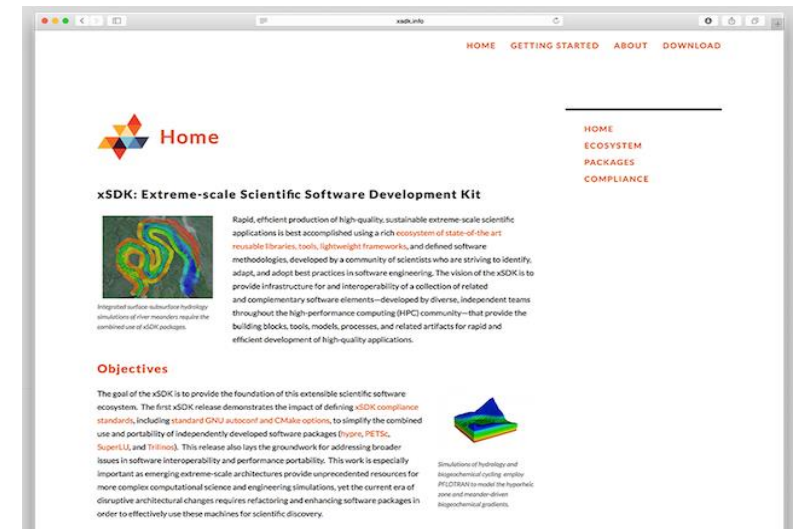 xsdk.info
HOME GETTING STARTED ABOUT DOWNLOAD
Home
HOME
ECOSYSTEM
PACKAGES
COMPLIANCE
xSDK: Extreme-scale Scientific Software Development Kit
Rapid, efficient production of high-quality, sustainable extreme-scale scientific
applications is best accomplished using a rich ecosystem of state-of-the art
reusable libraries, tools, lightweight frameworks, and defined software
methodologies, developed by a community of scientists who are striving to identify,
adapt, and adopt best practices in software engineering. The vision of the xSDK is to
provide infrastructure for and interoperability of a collection of related
and complementary software elements—developed by diverse, independent teams
throughout the high-performance computing (HPC) community—that provide the
building blocks, tools, models, processes, and related artifacts for rapid and
efficient development of high-quality applications.
Integrated surface-subsurface hydrology
simulations of river meanders require the
combined use of xSDK packages.
Objectives
The goal of the xSDK is to provide the foundation of this extensible scientific software
ecosystem. The first xSDK release demonstrates the impact of defining xSDK compliance
standards, including standard GNU autoconf and CMake options, to simplify the combined
use and portability of independently developed software packages (hypre, PETSc,
SuperLU, and Trilinos). This release also lays the groundwork for addressing broader
issues in software interoperability and performance portability. This work is especially
important as emerging extreme-scale architectures provide unprecedented resources for
more complex computational science and engineering simulations, yet the current era of
disruptive architectural changes requires refactoring and enhancing software packages in
order to effectively use these machines for scientific discovery.
Simulations of hydrology and
biogeochemical cycling employ
PFLOTRAN to model the hyporheic
zone and meander-driven
biogeochemical gradients.